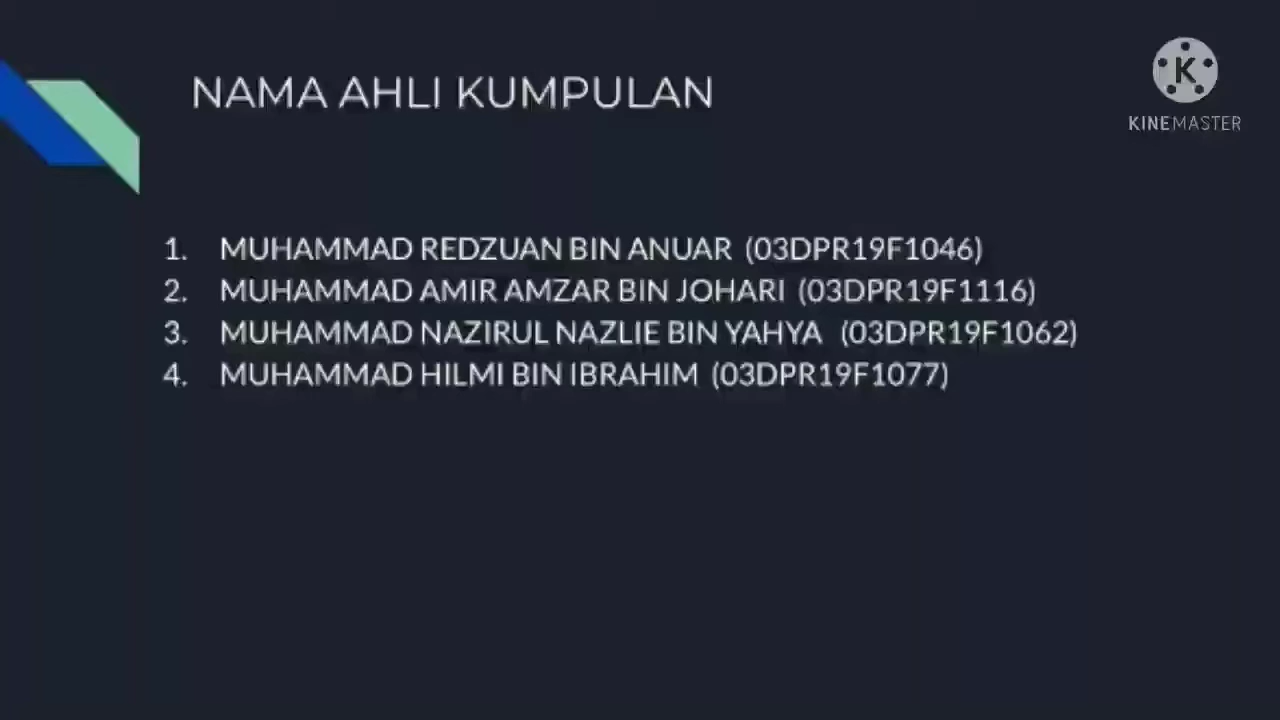 NAMA AHLI KUMPULAN
K
KINEMASTER
1. MUHAMMAD REDZUAN BIN ANUAR (03DPR19F1046)
2. MUHAMMAD AMIR AMZAR BIN JOHARI (03DPR19F1116)
3. MUHAMMAD NAZIRUL NAZLIE BIN YAHYA (03DPR19F1062)
4. MUHAMMAD HILMI BIN IBRAHIM (03DPR19F1077)